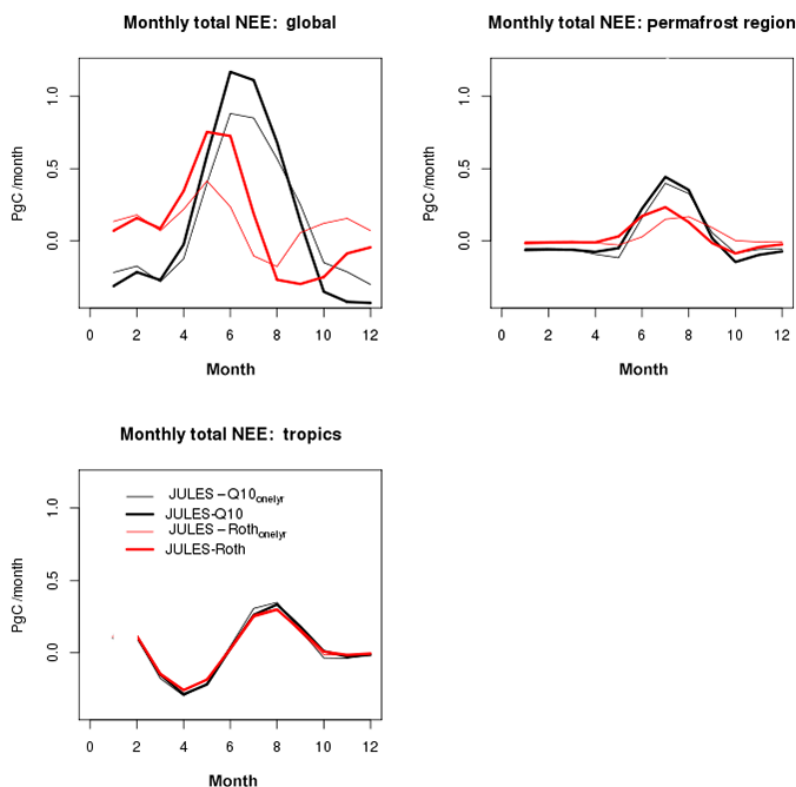 Monthly total NEE: global
PgC /month
1.0
0.5
0.0
0 2 4 6 8 10 12
Month
Monthly total NEE: permafrost region
PgC /month
1.0
0.5
0.0
0 2 4 6 8 10 12
Month
Monthly total NEE: tropics
PgC /month
1.0
0.5
0.0
JULES –Q10onelyr
JULES-Q10
JULES –Rothonelyr
JULES-Roth
0 2 4 6 8 10 12
Month